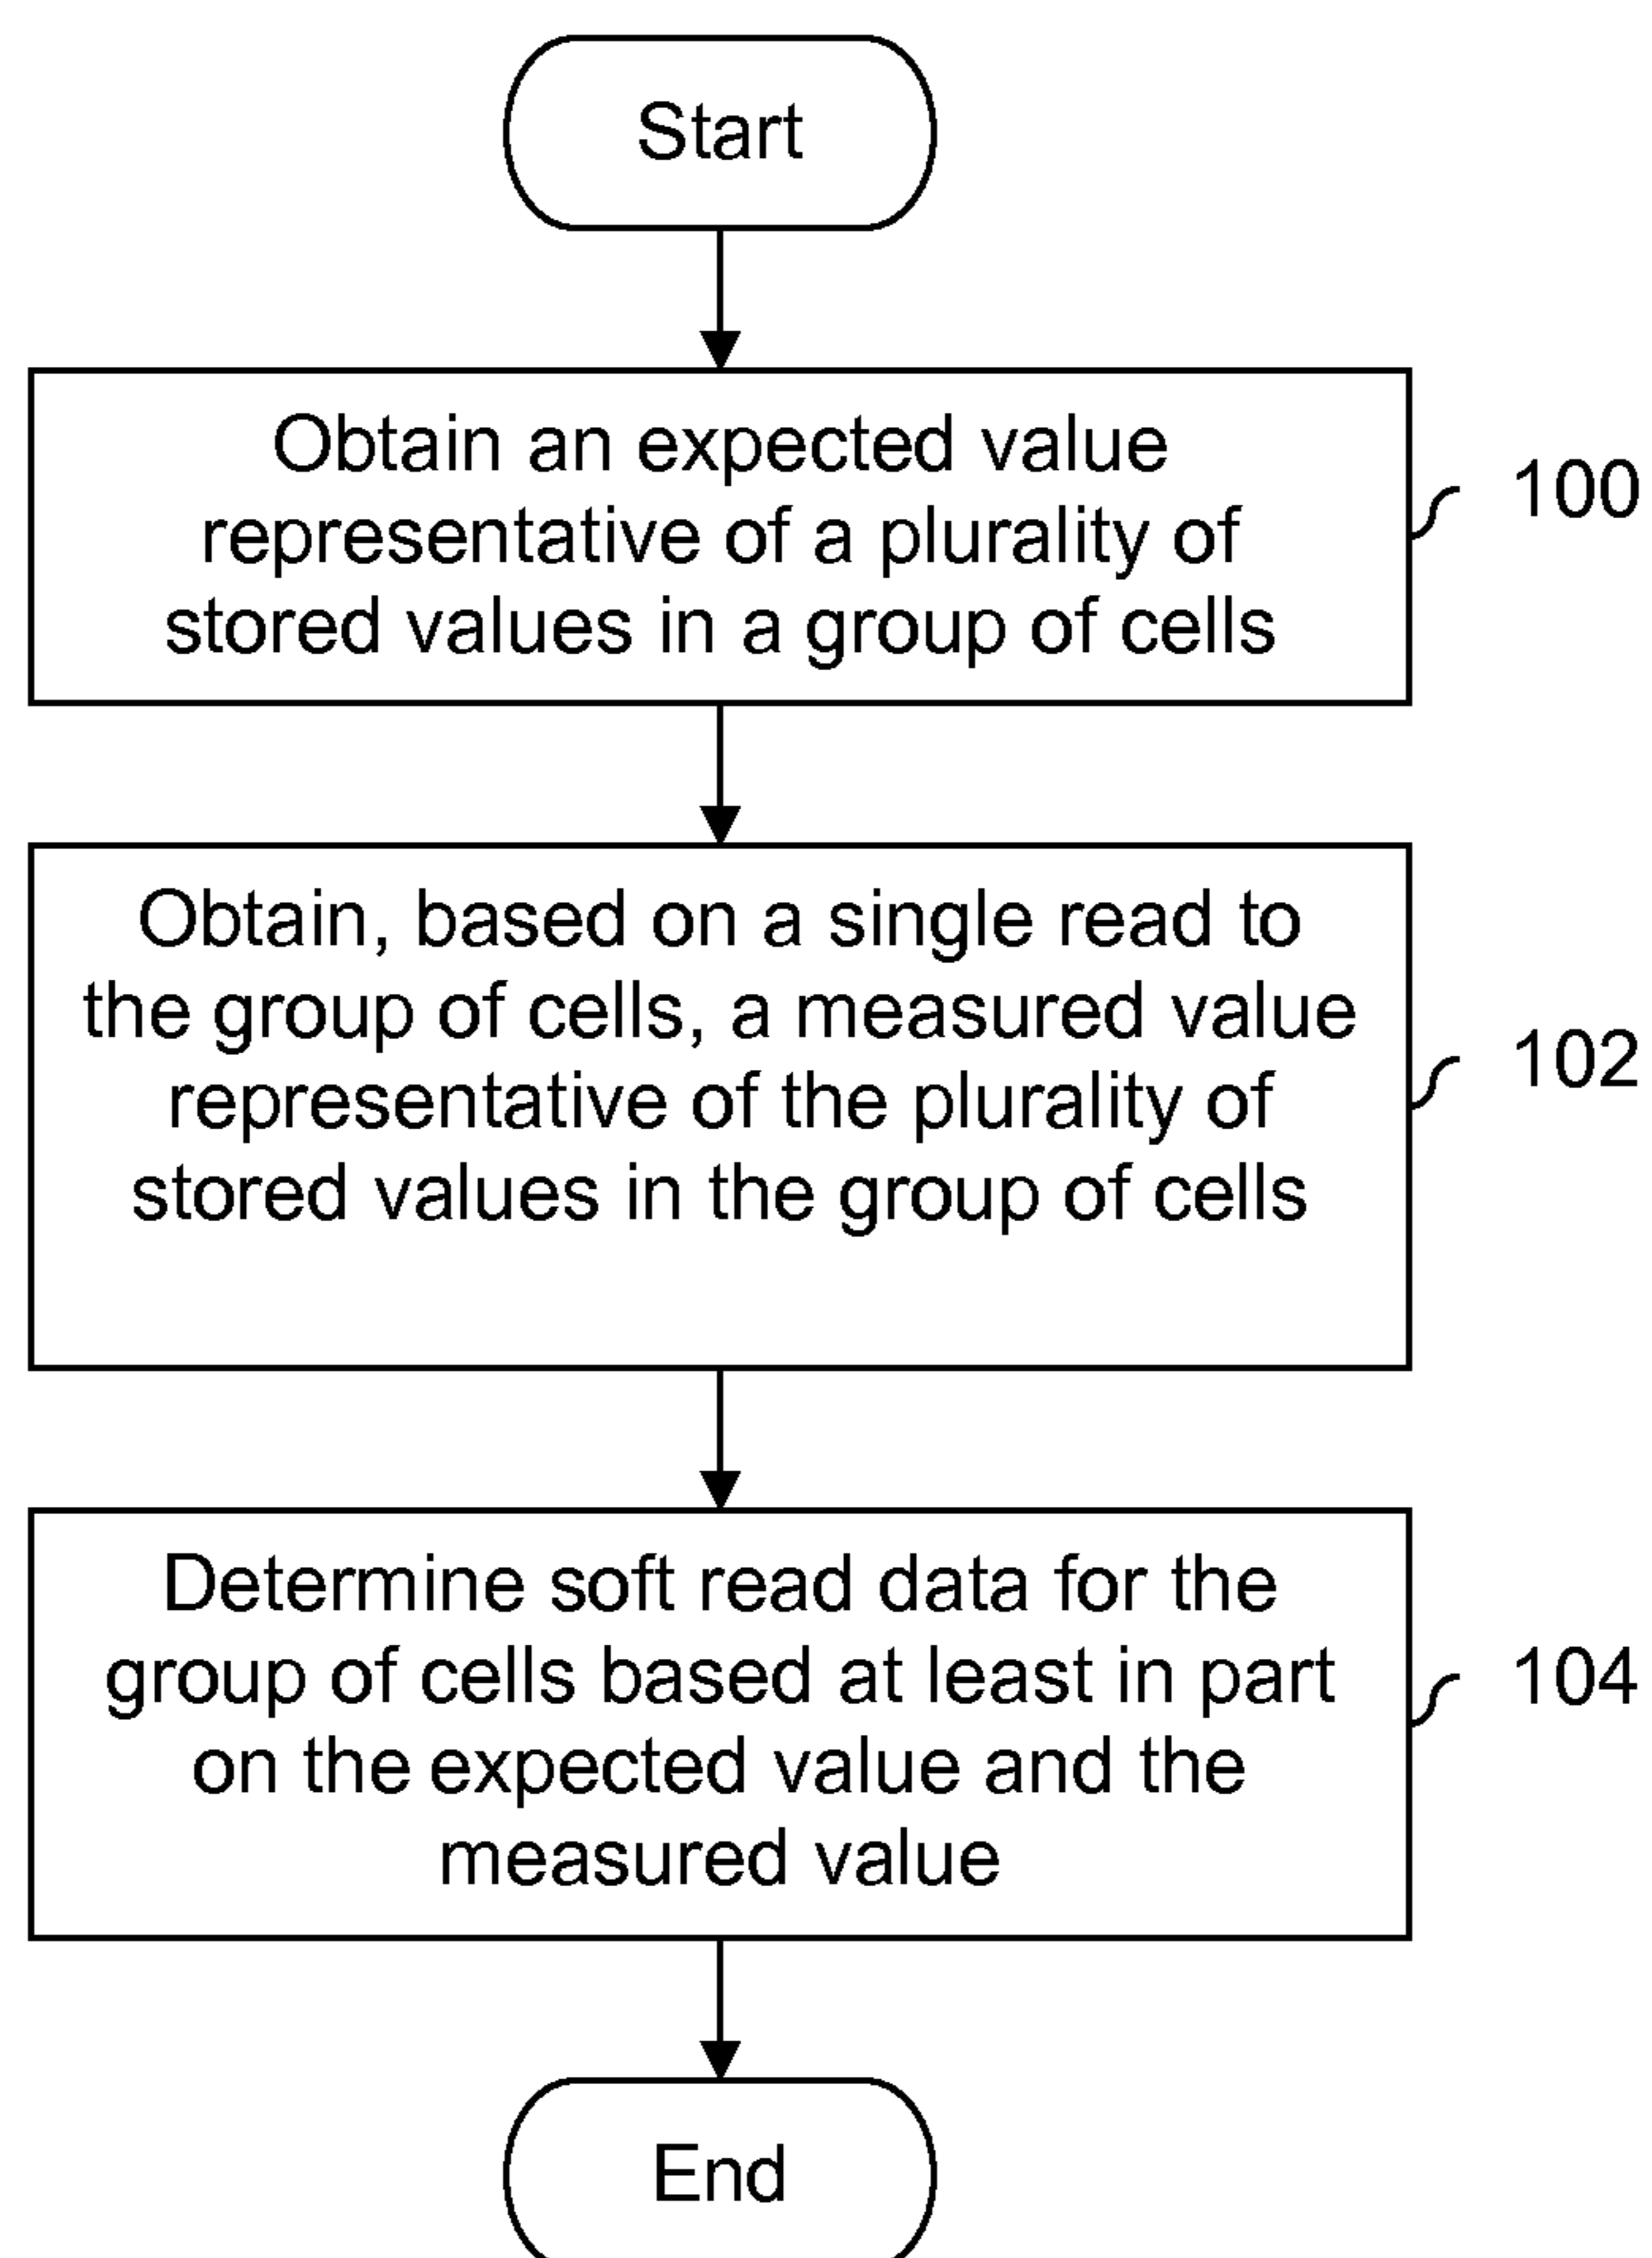 Start
Obtain an expected value
representative of a plurality of
stored values in a group of cells
100
Obtain, based on a single read to
the group of cells, a measured value
representative of the plurality of
stored values in the group of cells
102
Determine soft read data for the
group of cells based at least in part
on the expected value and the
measured value
104
End